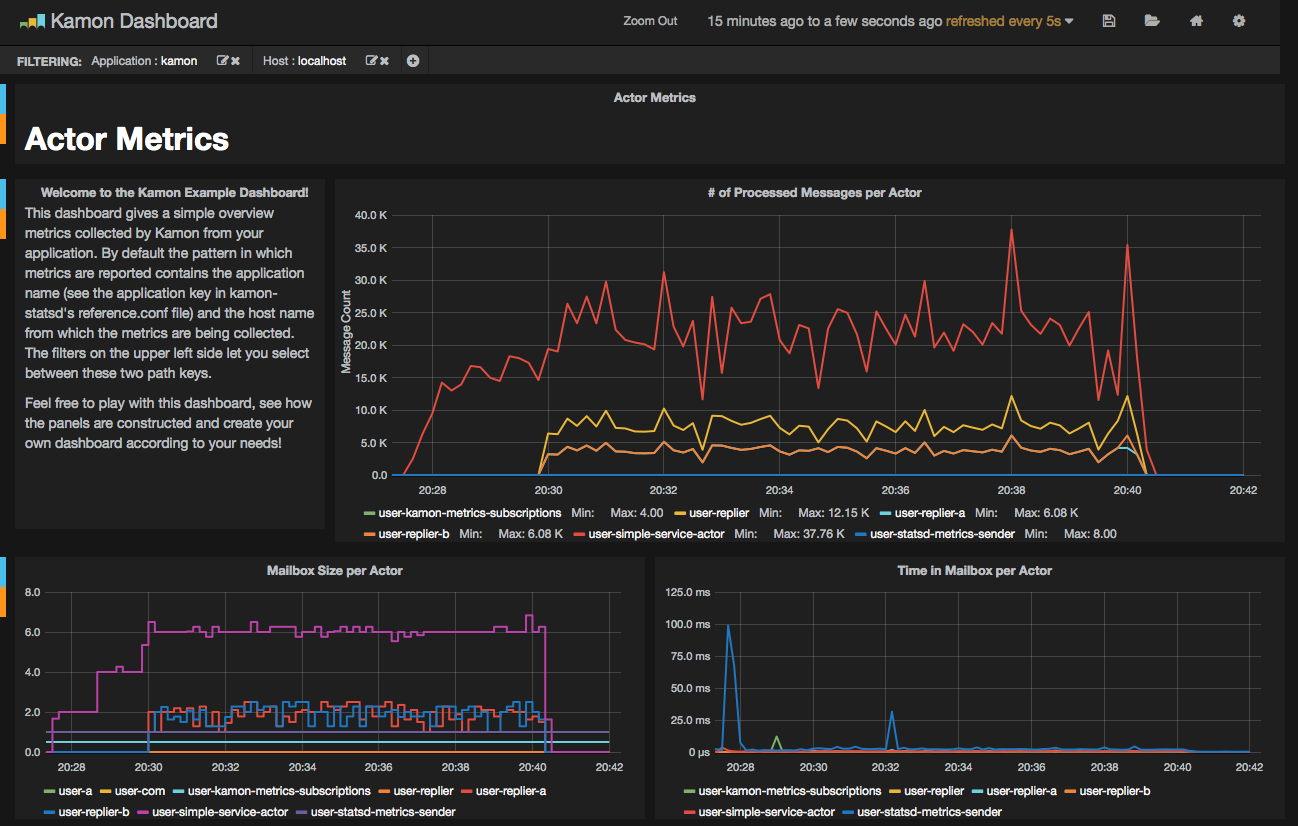 Kamon Dashboard
Zoom Out 15 minutes ago to a few seconds ago refreshed every 5s
FILTERING: Application : kamon Host : localhost
Actor Metrics
Actor Metrics
Welcome to the Kamon Example Dashboard!
This dashboard gives a simple overview
metrics collected by Kamon from your
application. By default the pattern in which
metrics are reported contains the application
name (see the application key in kamon-
statsd's reference.conf file) and the host name
from which the metrics are being collected.
The filters on the upper left side let you select
between these two path keys.
Feel free to play with this dashboard, see how
the panels are constructed and create your
own dashboard according to your needs!
# of Processed Messages per Actor
Message Count
40.0 K
35.0 K
30.0 K
25.0 K
20.0 K
15.0 K
10.0 K
5.0 K
0.0
20:28 20:30 20:32 20:34 20:36 20:38 20:40 20:42
user-kamon-metrics-subscriptions Min: Max: 4.00 user-replier Min: Max: 12.15 K user-replier-a Min: Max: 6.08 K
user-replier-b Min: Max: 6.08 K user-simple-service-actor Min: Max: 37.76 K user-statsd-metrics-sender Min: Max: 8.00
Mailbox Size per Actor
8.0
6.0
4.0
2.0
0.0
20:28 20:30 20:32 20:34 20:36 20:38 20:40 20:42
user-a user-com user-kamon-metrics-subscriptions user-replier user-replier-a
user-replier-b user-simple-service-actor user-statsd-metrics-sender
Time in Mailbox per Actor
125.0 ms
100.0 ms
75.0 ms
50.0 ms
25.0 ms
0 µs
20:28 20:30 20:32 20:34 20:36 20:38 20:40 20:42
user-kamon-metrics-subscriptions user-replier user-replier-a user-replier-b
user-simple-service-actor user-statsd-metrics-sender